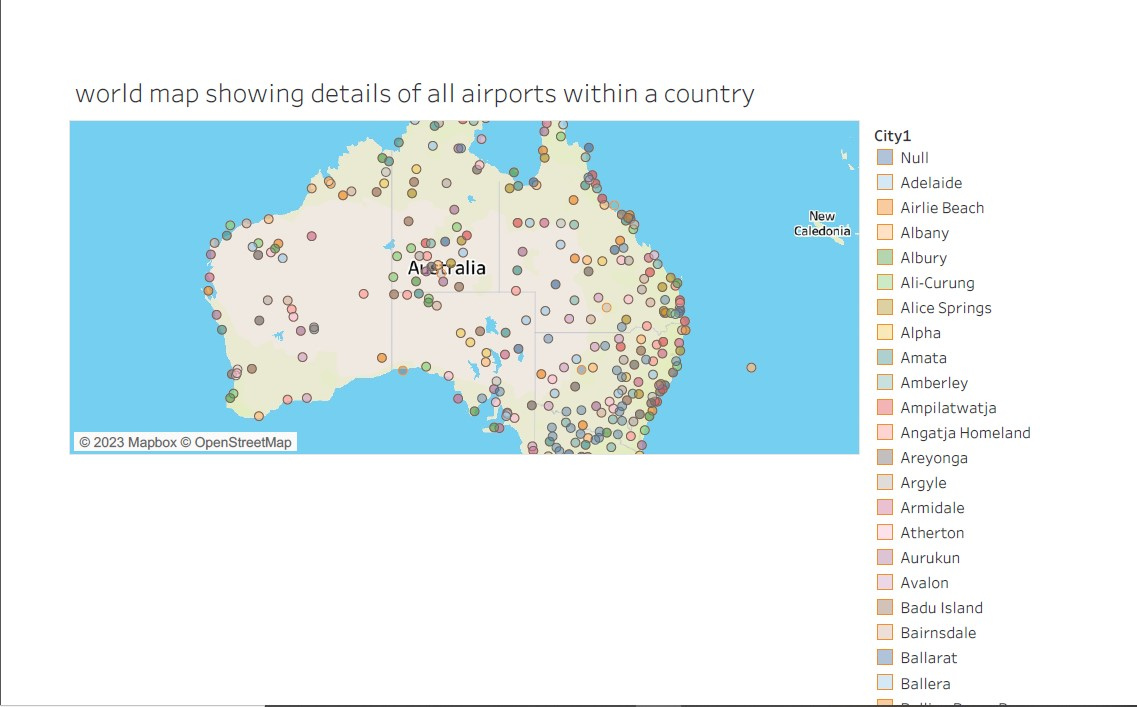 world map showing details of all airports within a country
Australia
New
Caledonia
© 2023 Mapbox © OpenStreetMap
City1
Null
Adelaide
Airlie Beach
Albany
Albury
Ali-Curung
Alice Springs
Alpha
Amata
Amberley
Ampilatwatja
Angatja Homeland
Areyonga
Argyle
Armidale
Atherton
Aurukun
Avalon
Badu Island
Bairnsdale
Ballarat
Ballera